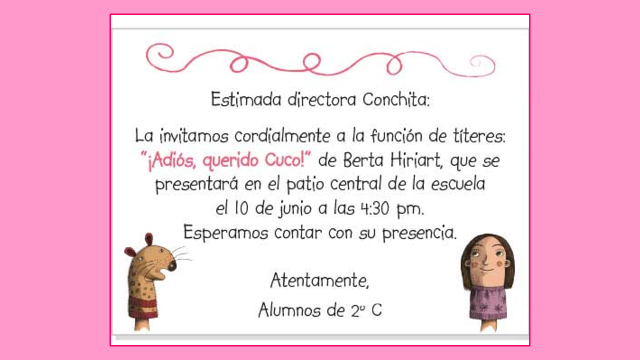 Estimada directora Conchita:
La invitamos cordialmente a la función de títeres:
"¡Adiós, querido Cuco!" de Berta Hiriart, que se
presentará en el patio central de la escuela
el 10 de junio a las 4:30 pm.
Esperamos contar con su presencia.
Atentamente,
Alumnos de 2º C